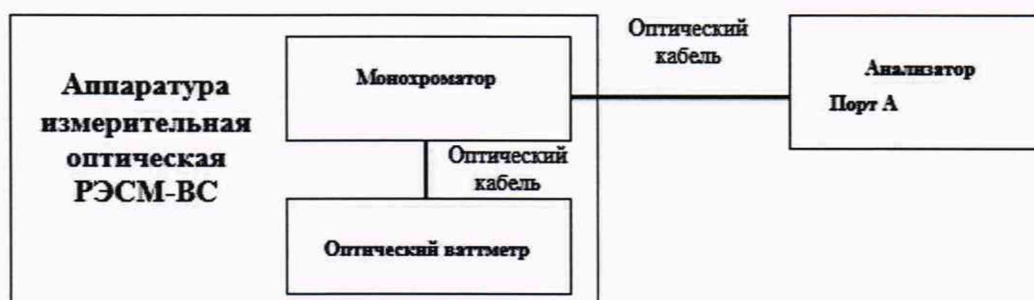 Аппаратура
измерительная
оптическая
РЭСМ-ВС
Монохроматор
Оптический
кабель
Оптический ваттметр
Оптический
кабель
Анализатор
Порт А